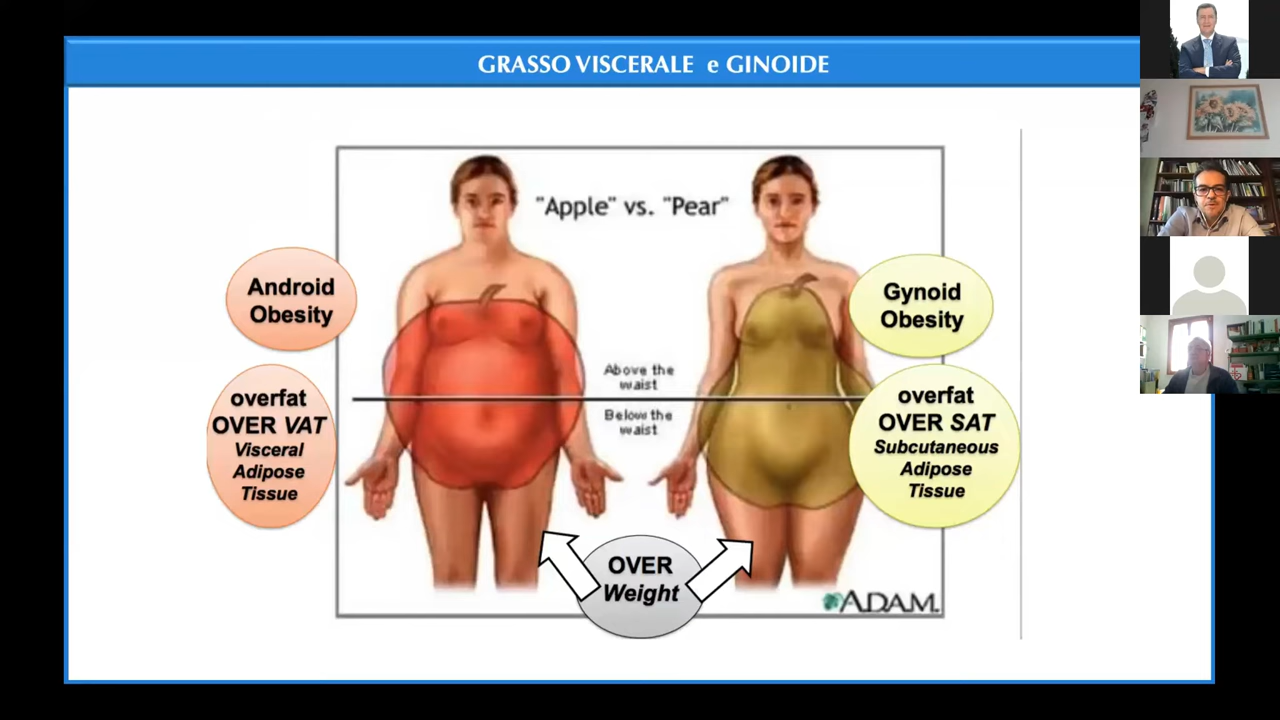 GRASSO VISCERALE e GINOIDE
"Apple" vs. "Pear"
Android
Obesity
Gynoid
Obesity
Above the
waist
Below the
waist
overfat
OVER VAT
Visceral
Adipose
Tissue
overfat
OVER SAT
Subcutaneous
Adipose
Tissue
OVER
Weight
ADAM.